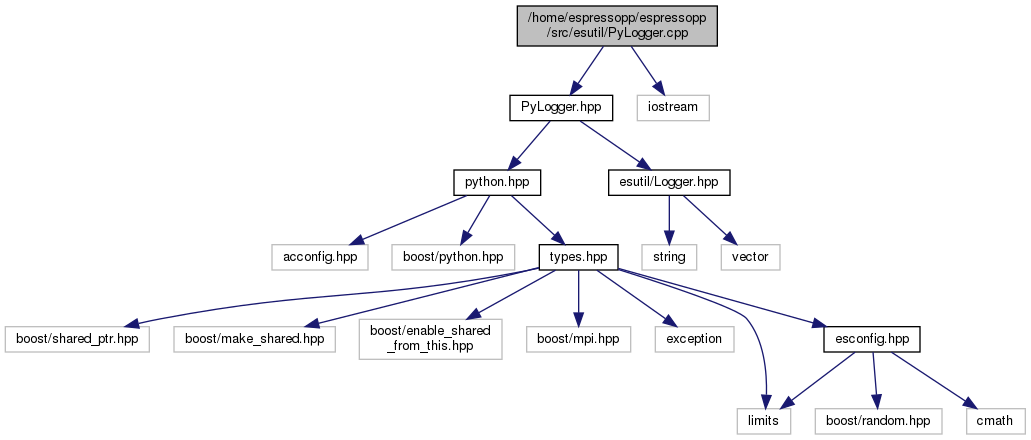 /home/espressopp/espressopp
/src/esutil/PyLogger.cpp
PyLogger.hpp
iostream
python.hpp
esutil/Logger.hpp
acconfig.hpp
boost/python.hpp
types.hpp
string
vector
boost/shared_ptr.hpp
boost/make_shared.hpp
boost/enable_shared
_from_this.hpp
boost/mpi.hpp
exception
esconfig.hpp
limits
boost/random.hpp
cmath